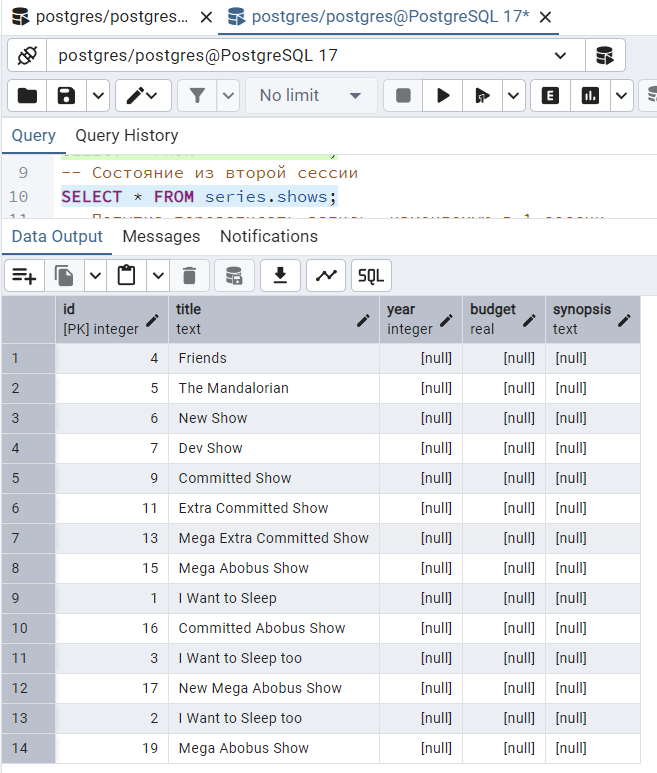 postgres/postgres... postgres/postgres@PostgreSQL 17*
postgres/postgres@PostgreSQL 17
No limit E
Query Query History
9 -- Состояние из второй сессии
10 SELECT * FROM series.shows;
Data Output Messages Notifications
SQL
id title year budget synopsis
[PK] integer text integer real text
1 4 Friends [null] [null] [null]
2 5 The Mandalorian [null] [null] [null]
3 6 New Show [null] [null] [null]
4 7 Dev Show [null] [null] [null]
5 9 Committed Show [null] [null] [null]
6 11 Extra Committed Show [null] [null] [null]
7 13 Mega Extra Committed Show [null] [null] [null]
8 15 Mega Abobus Show [null] [null] [null]
9 1 I Want to Sleep [null] [null] [null]
10 16 Committed Abobus Show [null] [null] [null]
11 3 I Want to Sleep too [null] [null] [null]
12 17 New Mega Abobus Show [null] [null] [null]
13 2 I Want to Sleep too [null] [null] [null]
14 19 Mega Abobus Show [null] [null] [null]